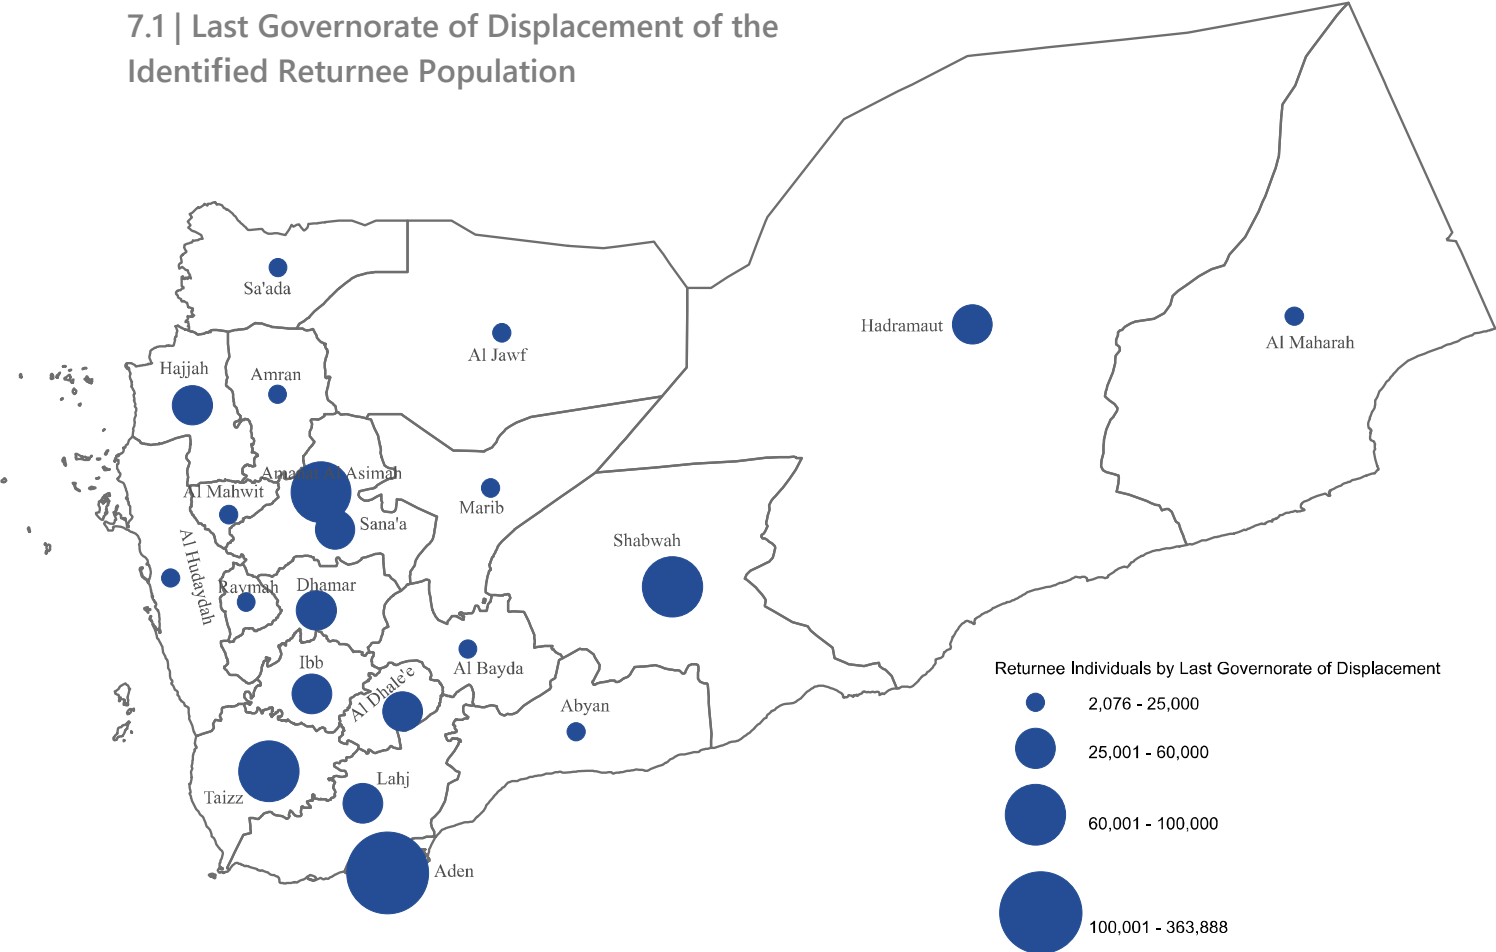 7.1 | Last Governorate of Displacement of the
Identified Returnee Population
Sa'ada
Al Jawf
Hadramaut
Al Maharah
Hajjah
Amran
Amanat Al Asimah
Al Mahwit
Marib
Sana'a
Shabwah
Al Hudaydah
Raymah
Dhamar
Ibb
Al Bayda
Al Dhale'e
Abyan
Taizz
Lahj
Aden
Returnee Individuals by Last Governorate of Displacement
2,076 - 25,000
25,001 - 60,000
60,001 - 100,000
100,001 - 363,888